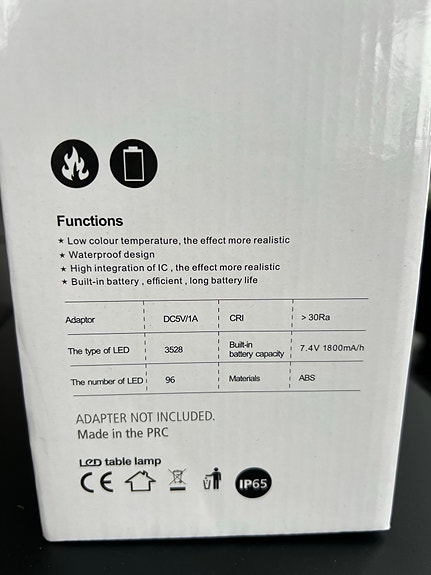 Functions
★ Low colour temperature, the effect more realistic
★ Waterproof design
★ High integration of IC , the effect more realistic
★ Built-in battery , efficient , long battery life
Adaptor DC5V/1A CRI > 30Ra
The type of LED 3528 Built-in battery capacity 7.4V 1800mA/h
The number of LED 96 Materials ABS
ADAPTER NOT INCLUDED.
Made in the PRC
LED table lamp
CE IP65